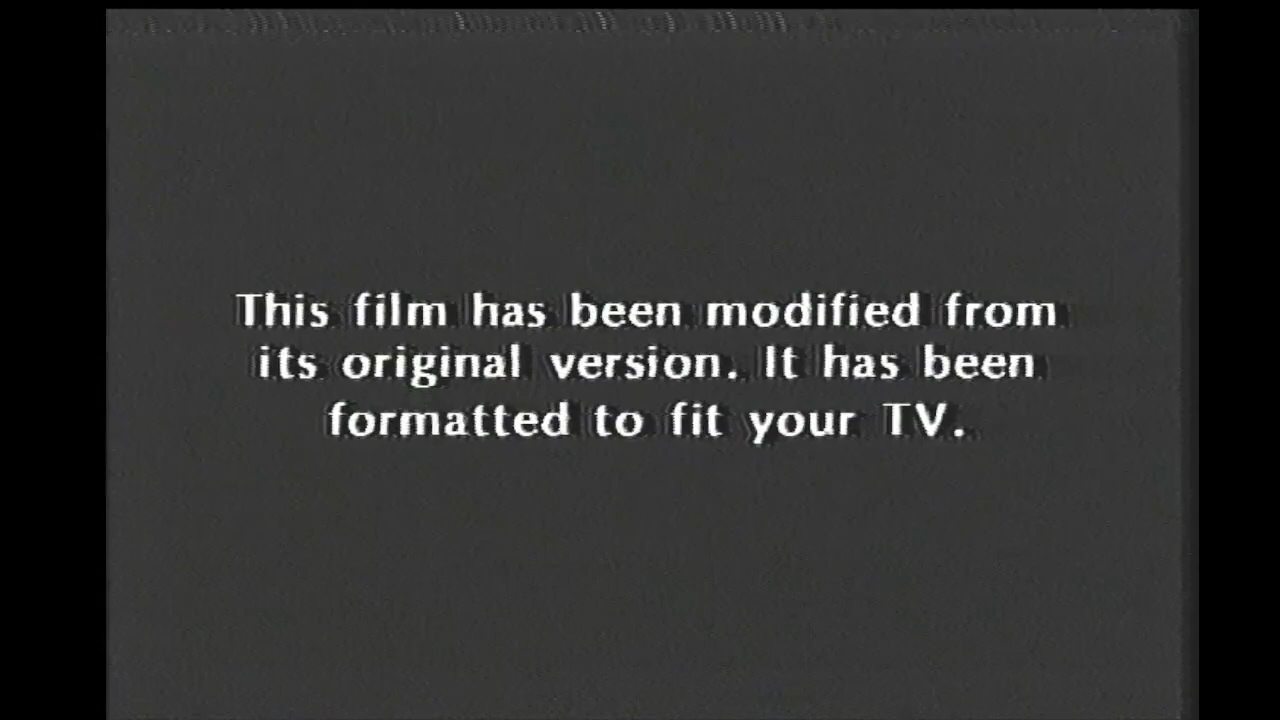 This film has been modified from
its original version. It has been
formatted to fit your TV.